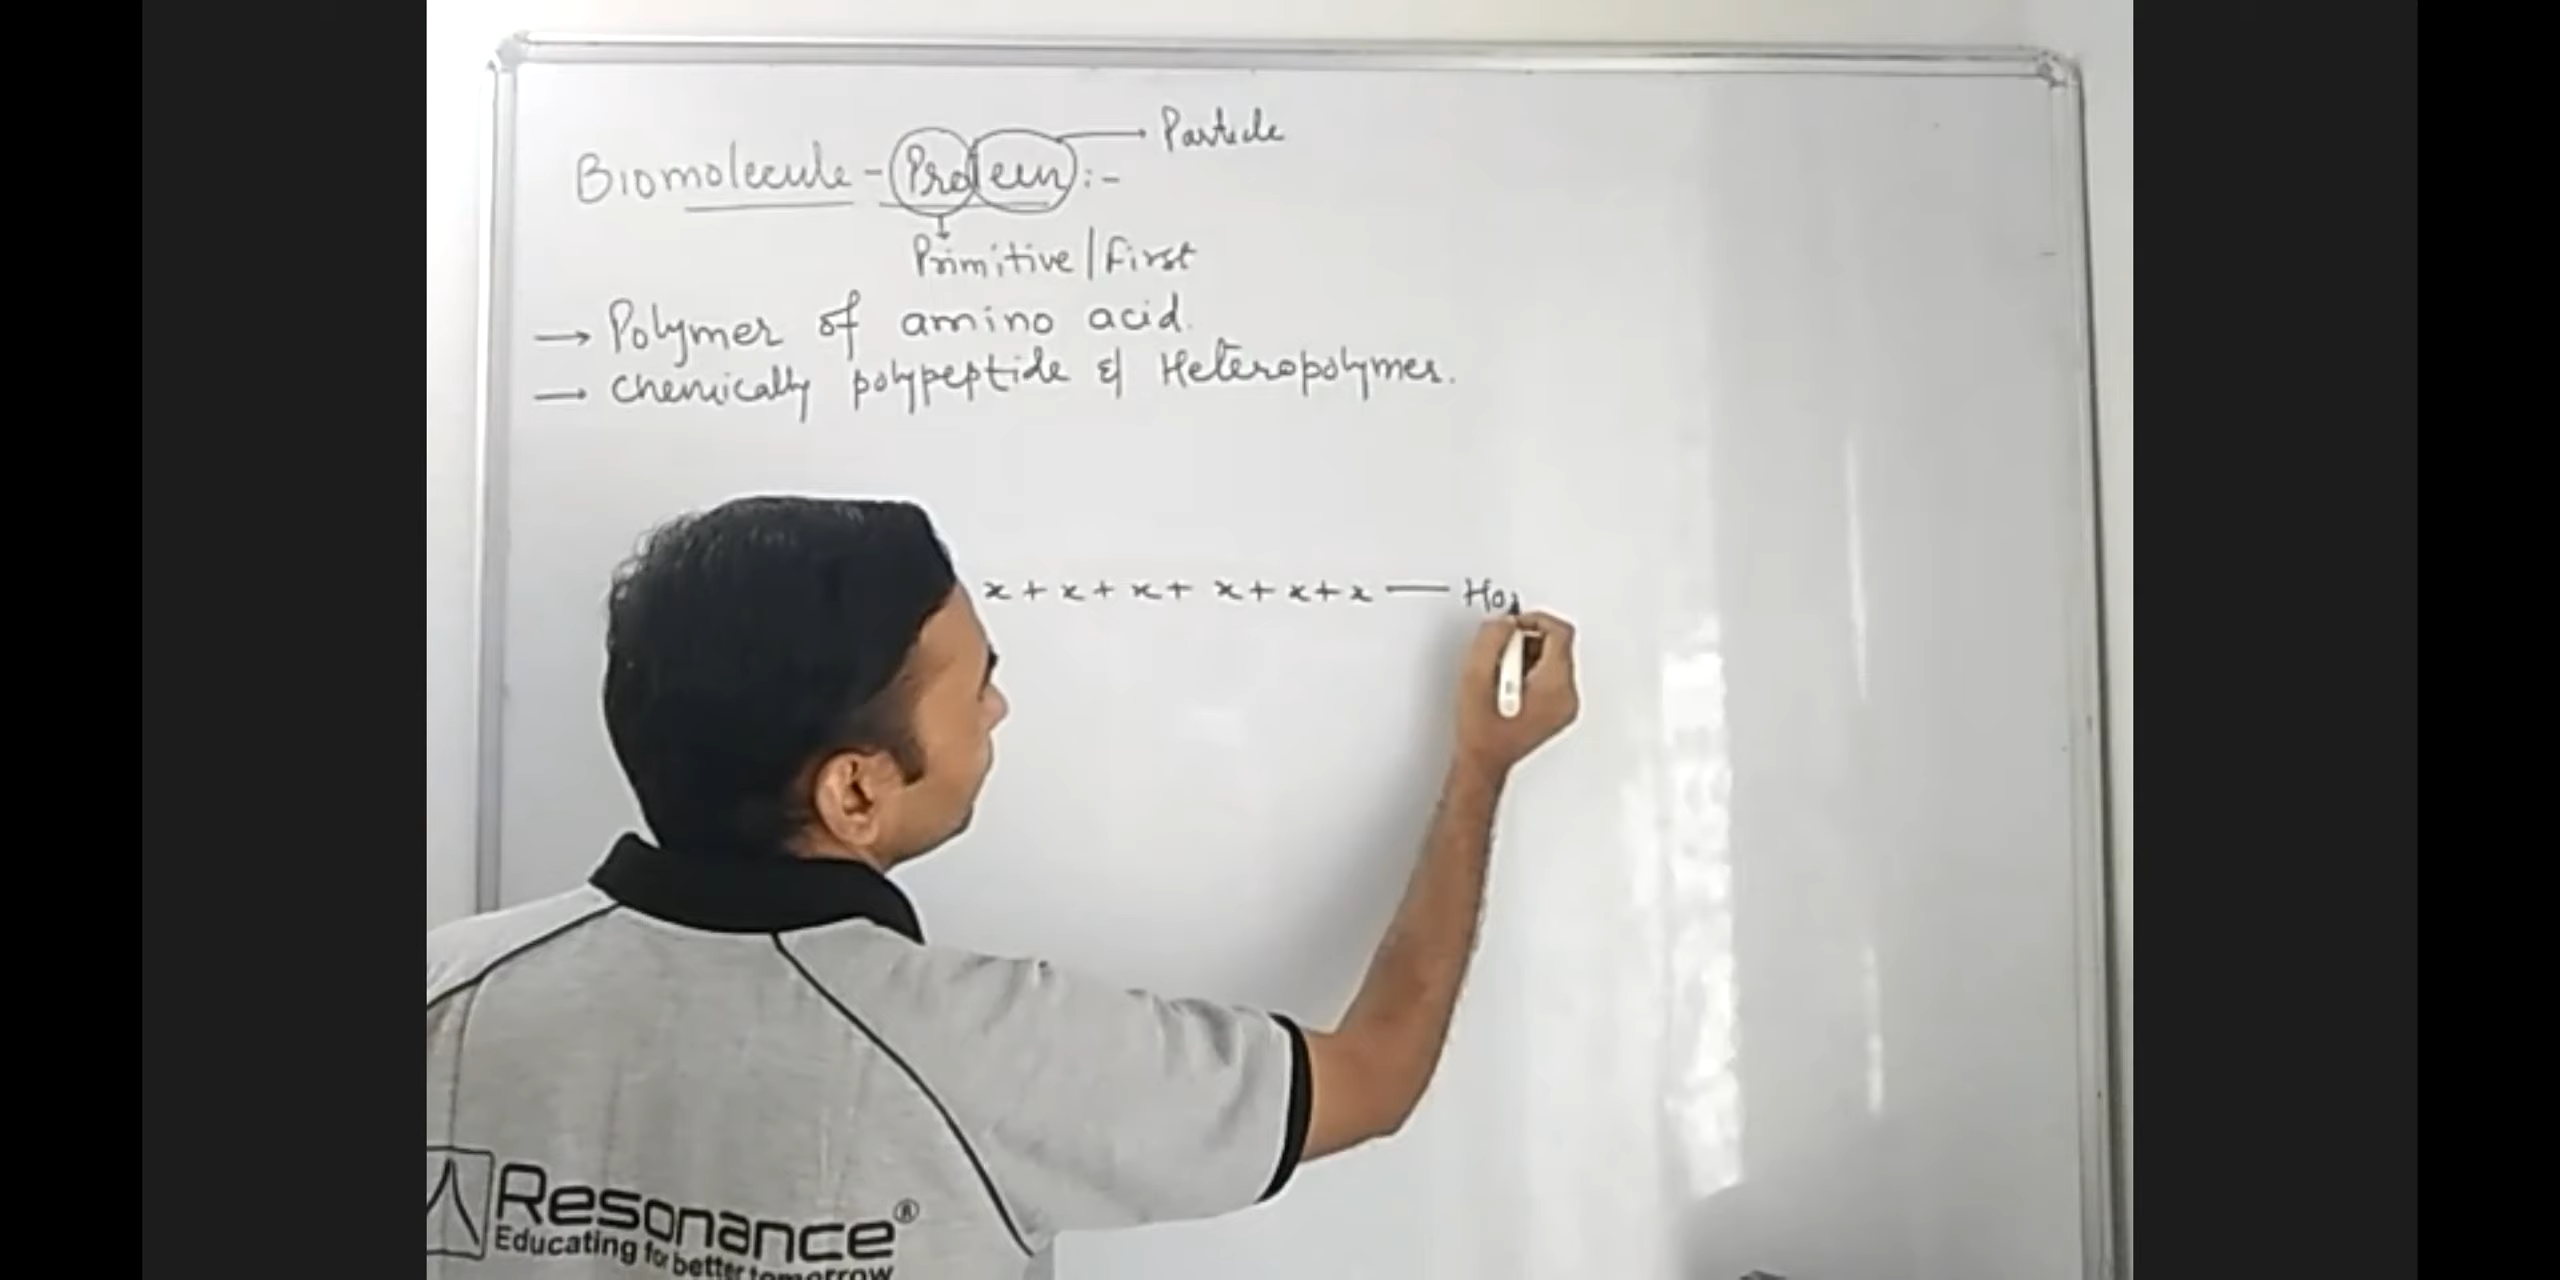 Particle
Biomolecule - Protein :-
Primitive / First
→ Polymer of amino acid.
→ Chemically polypeptide & Heteropolymer.
x + x + x + x + x + x — Ho
Resonance®
Educating for better tomorrow